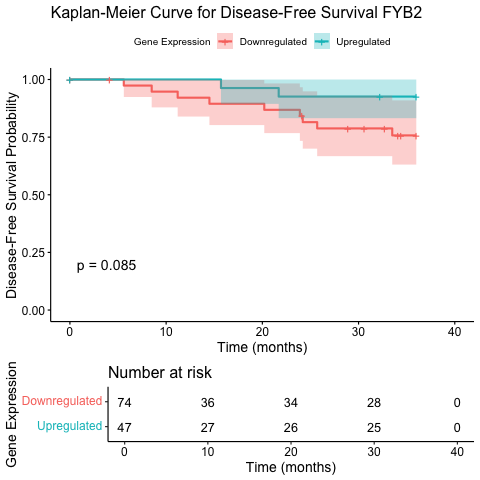 Kaplan-Meier Curve for Disease-Free Survival FYB2
Gene Expression Downregulated Upregulated
Disease-Free Survival Probability
1.00
0.75
0.50
0.25
0.00
p = 0.085
0 10 20 30 40
Time (months)
Number at risk
Gene Expression
Downregulated 74 36 34 28 0
Upregulated 47 27 26 25 0
0 10 20 30 40
Time (months)